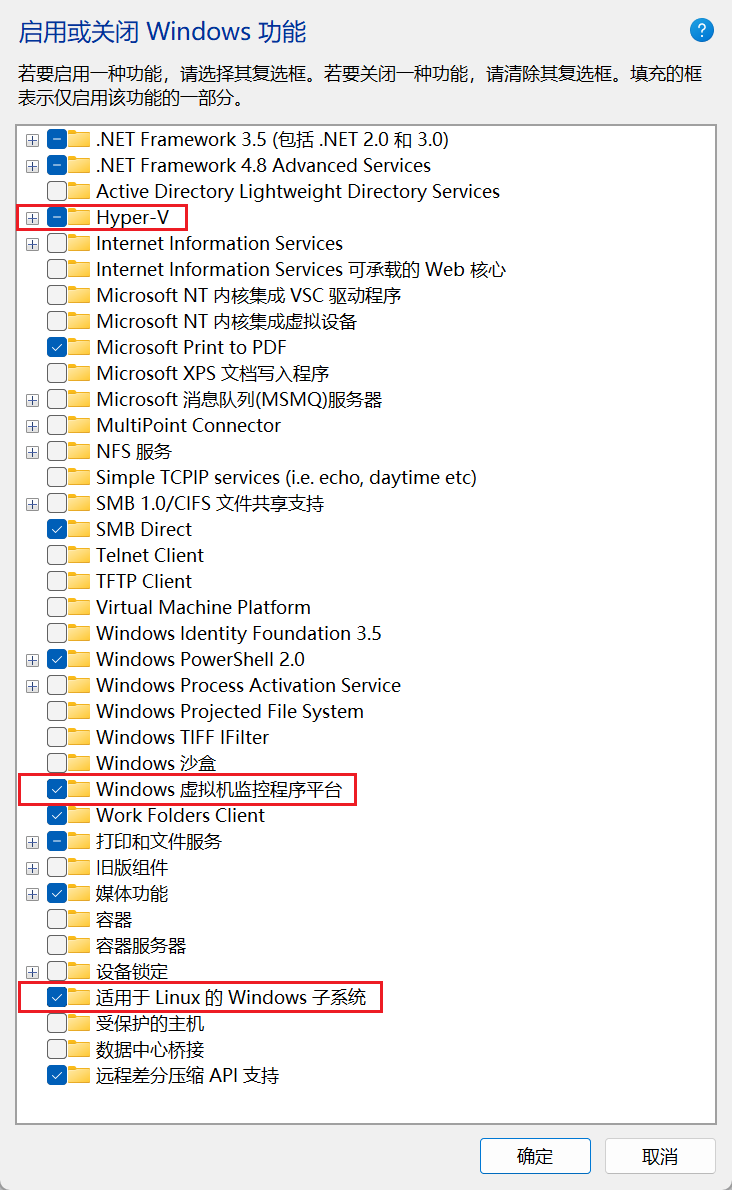 启用或关闭 Windows 功能
?
若要启用一种功能，请选择其复选框。若要关闭一种功能，请清除其复选框。填充的框
表示仅启用该功能的一部分。
.NET Framework 3.5 (包括 .NET 2.0 和 3.0)
.NET Framework 4.8 Advanced Services
Active Directory Lightweight Directory Services
Hyper-V
Internet Information Services
Internet Information Services 可承载的 Web 核心
Microsoft NT 内核集成 VSC 驱动程序
Microsoft NT 内核集成虚拟设备
Microsoft Print to PDF
Microsoft XPS 文档写入程序
Microsoft 消息队列(MSMQ)服务器
MultiPoint Connector
NFS 服务
Simple TCPIP services (i.e. echo, daytime etc)
SMB 1.0/CIFS 文件共享支持
SMB Direct
Telnet Client
TFTP Client
Virtual Machine Platform
Windows Identity Foundation 3.5
Windows PowerShell 2.0
Windows Process Activation Service
Windows Projected File System
Windows TIFF IFilter
Windows 沙盒
Windows 虚拟机监控程序平台
Work Folders Client
打印和文件服务
旧版组件
媒体功能
容器
容器服务器
设备锁定
适用于 Linux 的 Windows 子系统
受保护的主机
数据中心桥接
远程差分压缩 API 支持
确定
取消